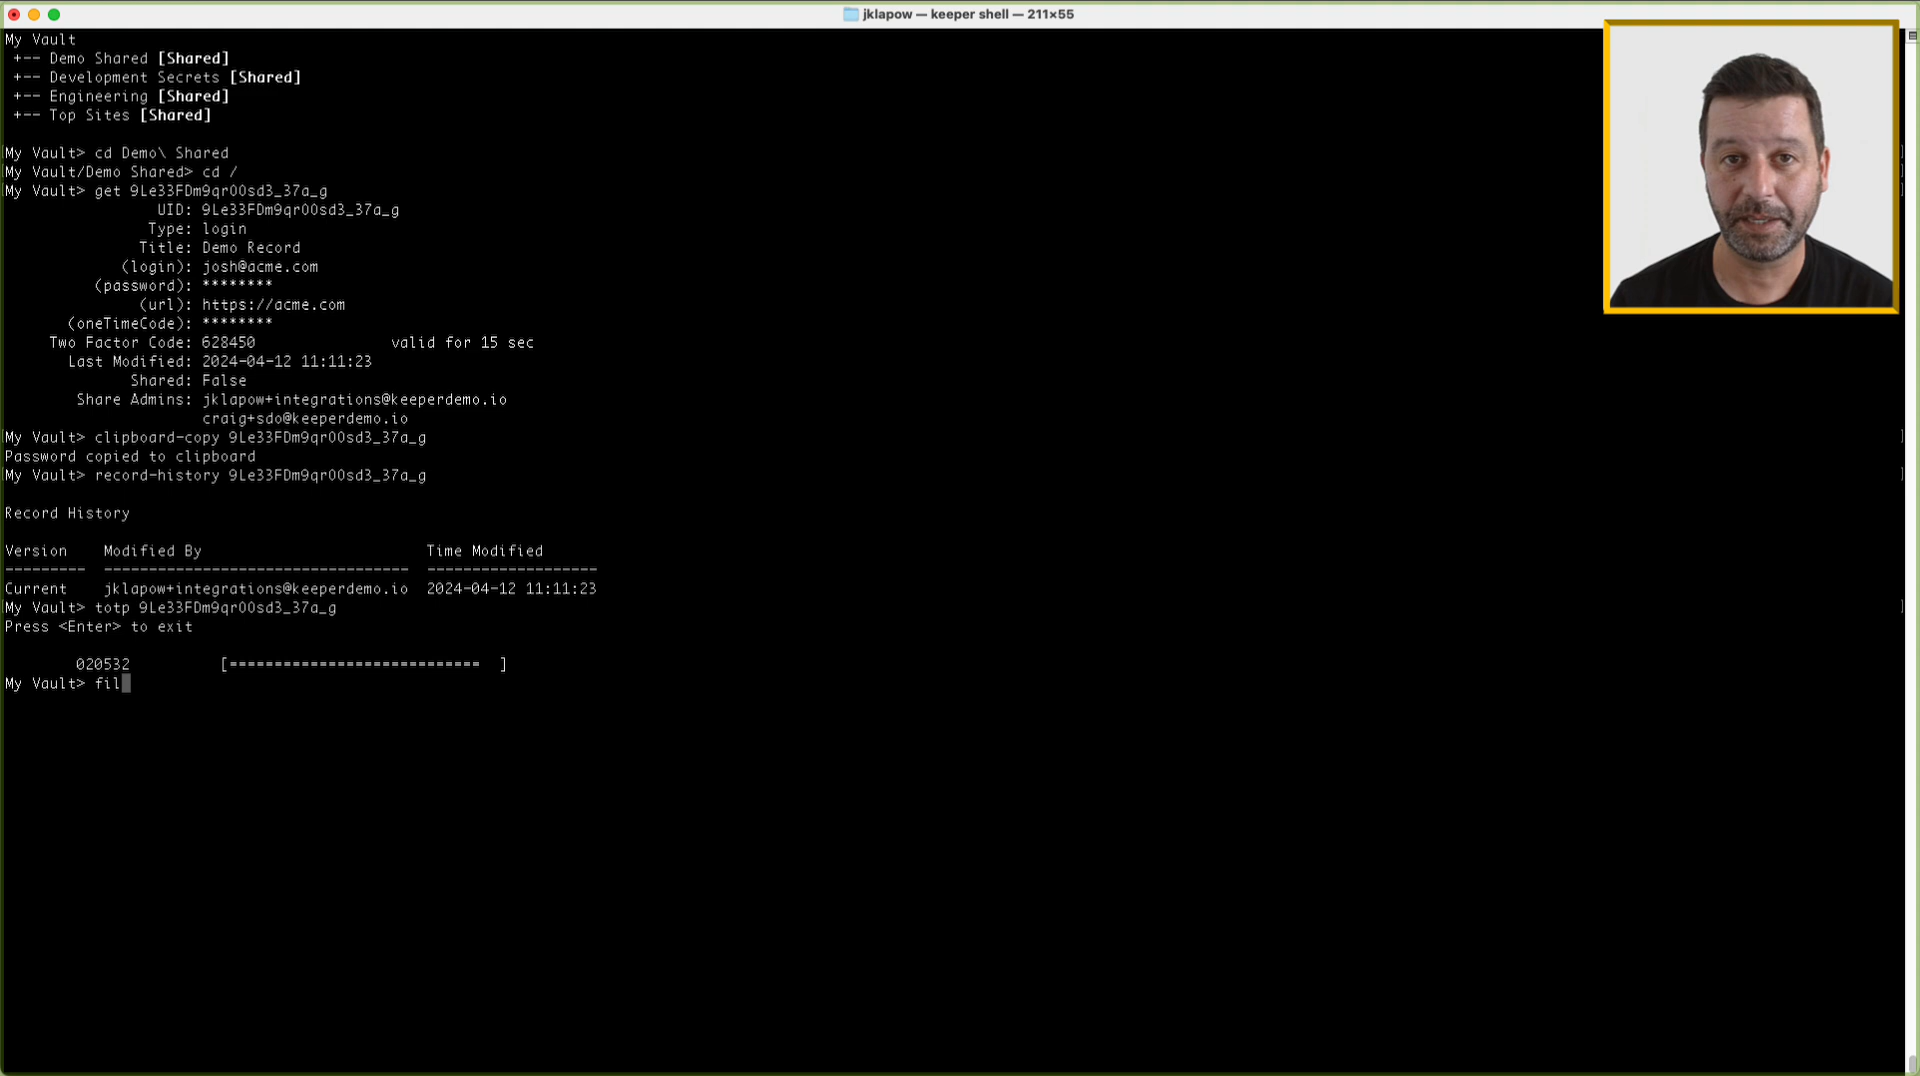 jklapow — keeper shell — 211×55
My Vault
+-- Demo Shared [Shared]
+-- Development Secrets [Shared]
+-- Engineering [Shared]
+-- Top Sites [Shared]
My Vault> cd Demo\ Shared
My Vault/Demo Shared> cd /
My Vault> get 9Le33FDm9qr0Osd3_37a_g
UID: 9Le33FDm9qr0Osd3_37a_g
Type: login
Title: Demo Record
(login): josh@acme.com
(password): ********
(url): https://acme.com
(oneTimeCode): ********
Two Factor Code: 628450 valid for 15 sec
Last Modified: 2024-04-12 11:11:23
Shared: False
Share Admins: jklapow+integrations@keeperdemo.io
craig+sdo@keeperdemo.io
My Vault> clipboard-copy 9Le33FDm9qr0Osd3_37a_g
Password copied to clipboard
My Vault> record-history 9Le33FDm9qr0Osd3_37a_g
Record History
Version Modified By Time Modified
--------- ---------------------------------- -------------------
Current jklapow+integrations@keeperdemo.io 2024-04-12 11:11:23
My Vault> totp 9Le33FDm9qr0Osd3_37a_g
Press <Enter> to exit
020532 [============================ ]
My Vault> fil